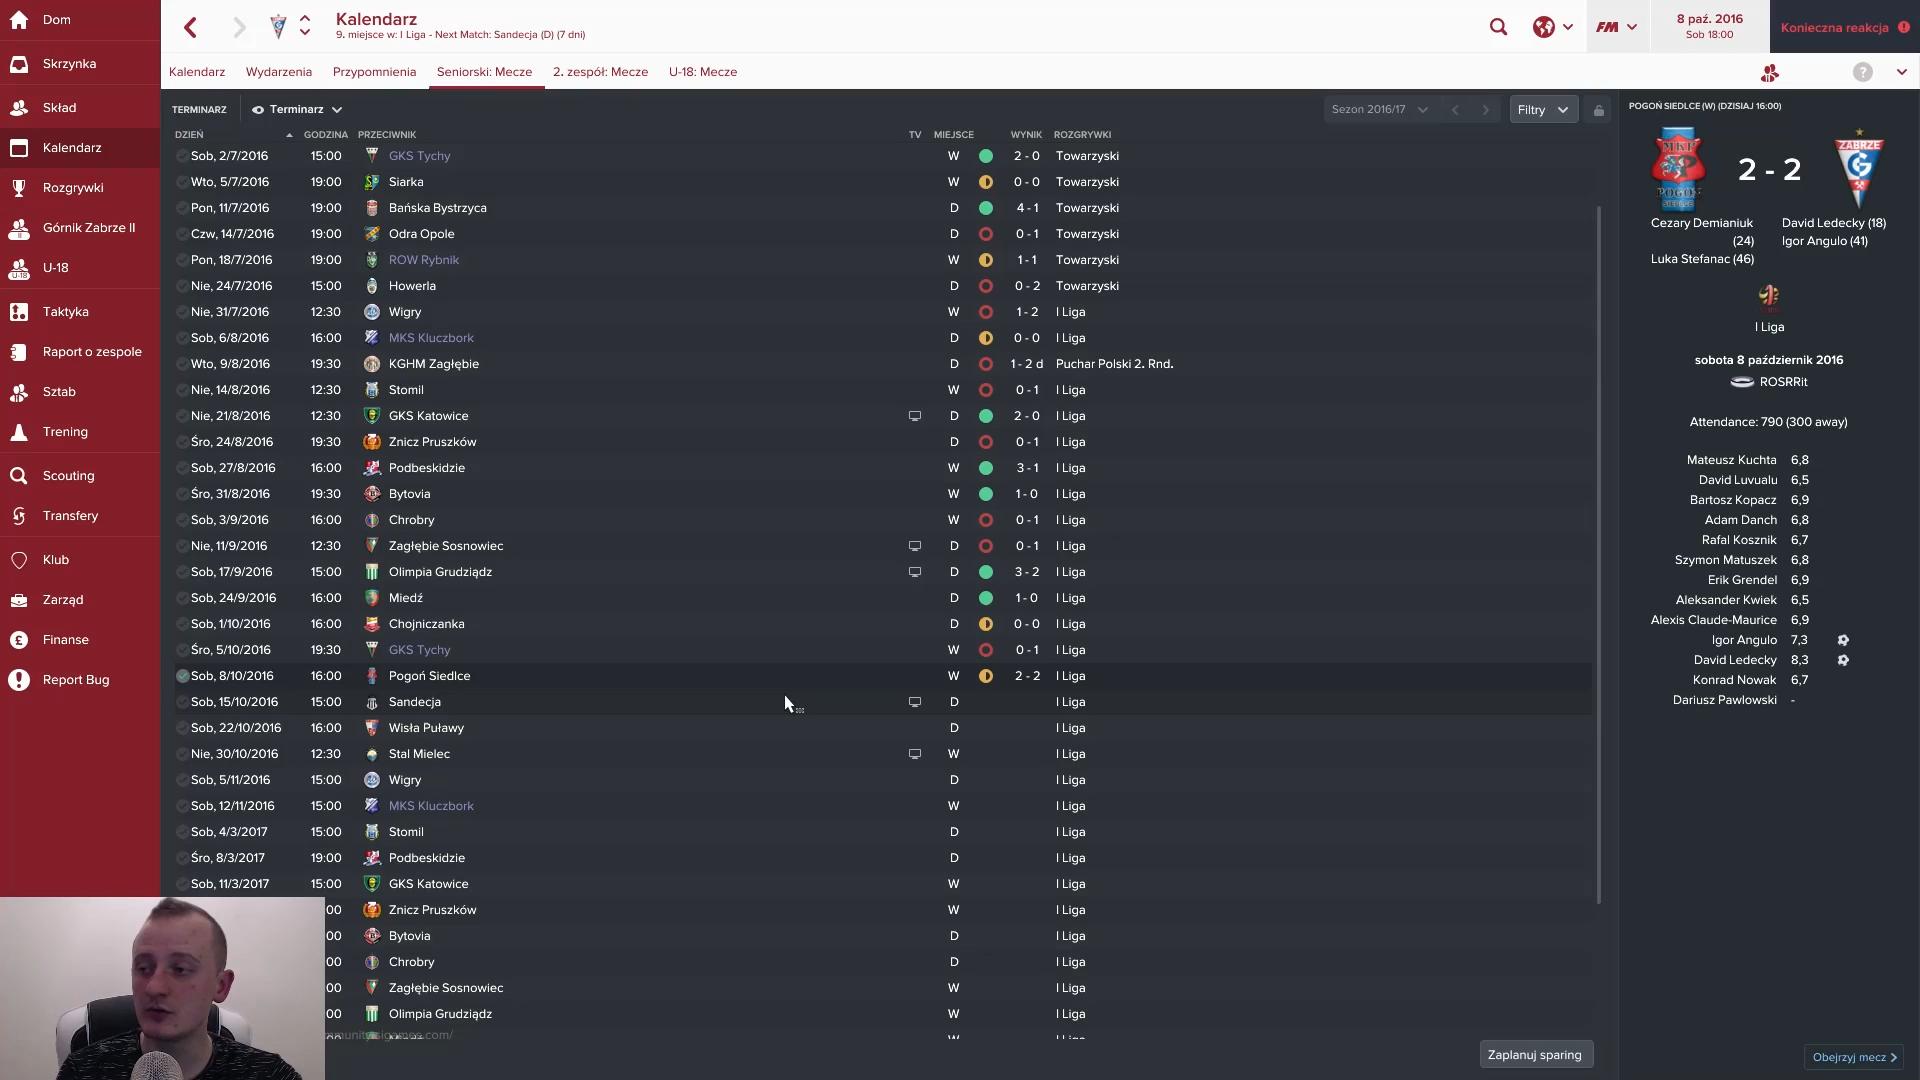 Dom
Skrzynka
Skład
Kalendarz
Rozgrywki
Górnik Zabrze II
U-18
Taktyka
Raport o zespole
Sztab
Trening
Scouting
Transfery
Klub
Zarząd
Finanse
Report Bug
Kalendarz
9. miejsce w: I Liga - Next Match: Sandecja (D) (7 dni)
FM
8 paź. 2016
Sob 18:00
Konieczna reakcja
Kalendarz Wydarzenia Przypomnienia Seniorski: Mecze 2. zespół: Mecze U-18: Mecze
TERMINARZ Terminarz Sezon 2016/17 Filtry
DZIEŃ GODZINA PRZECIWNIK TV MIEJSCE WYNIK ROZGRYWKI
Sob, 2/7/2016 15:00 GKS Tychy W 2 - 0 Towarzyski
Wto, 5/7/2016 19:00 Siarka W 0 - 0 Towarzyski
Pon, 11/7/2016 19:00 Bańska Bystrzyca D 4 - 1 Towarzyski
Czw, 14/7/2016 19:00 Odra Opole D 0 - 1 Towarzyski
Pon, 18/7/2016 19:00 ROW Rybnik W 1 - 1 Towarzyski
Nie, 24/7/2016 15:00 Howerla D 0 - 2 Towarzyski
Nie, 31/7/2016 12:30 Wigry W 1 - 2 I Liga
Sob, 6/8/2016 16:00 MKS Kluczbork D 0 - 0 I Liga
Wto, 9/8/2016 19:30 KGHM Zagłębie D 1 - 2 d Puchar Polski 2. Rnd.
Nie, 14/8/2016 12:30 Stomil W 0 - 1 I Liga
Nie, 21/8/2016 12:30 GKS Katowice D 2 - 0 I Liga
Śro, 24/8/2016 19:30 Znicz Pruszków D 0 - 1 I Liga
Sob, 27/8/2016 16:00 Podbeskidzie W 3 - 1 I Liga
Śro, 31/8/2016 19:30 Bytovia W 1 - 0 I Liga
Sob, 3/9/2016 16:00 Chrobry W 0 - 1 I Liga
Nie, 11/9/2016 12:30 Zagłębie Sosnowiec D 0 - 1 I Liga
Sob, 17/9/2016 15:00 Olimpia Grudziądz D 3 - 2 I Liga
Sob, 24/9/2016 16:00 Miedź D 1 - 0 I Liga
Sob, 1/10/2016 16:00 Chojniczanka D 0 - 0 I Liga
Śro, 5/10/2016 19:30 GKS Tychy W 0 - 1 I Liga
Sob, 8/10/2016 16:00 Pogoń Siedlce W 2 - 2 I Liga
Sob, 15/10/2016 15:00 Sandecja D I Liga
Sob, 22/10/2016 16:00 Wisła Puławy D I Liga
Nie, 30/10/2016 12:30 Stal Mielec W I Liga
Sob, 5/11/2016 15:00 Wigry D I Liga
Sob, 12/11/2016 15:00 MKS Kluczbork W I Liga
Sob, 4/3/2017 15:00 Stomil D I Liga
Śro, 8/3/2017 19:00 Podbeskidzie D I Liga
Sob, 11/3/2017 15:00 GKS Katowice W I Liga
:00 Znicz Pruszków W I Liga
:00 Bytovia D I Liga
:00 Chrobry D I Liga
:00 Zagłębie Sosnowiec W I Liga
:00 Olimpia Grudziądz W I Liga
Zaplanuj sparing
POGOŃ SIEDLCE (W) (DZISIAJ 16:00)
MKP
POGOŃ
SIEDLCE
2 - 2
ZABRZE
Cezary Demianiuk
(24)
Luka Stefanac (46)
David Ledecky (18)
Igor Angulo (41)
I Liga
sobota 8 październik 2016
ROSRRit
Attendance: 790 (300 away)
Mateusz Kuchta 6,8
David Luvualu 6,5
Bartosz Kopacz 6,9
Adam Danch 6,8
Rafal Kosznik 6,7
Szymon Matuszek 6,8
Erik Grendel 6,9
Aleksander Kwiek 6,5
Alexis Claude-Maurice 6,9
Igor Angulo 7,3
David Ledecky 8,3
Konrad Nowak 6,7
Dariusz Pawlowski -
Obejrzyj mecz